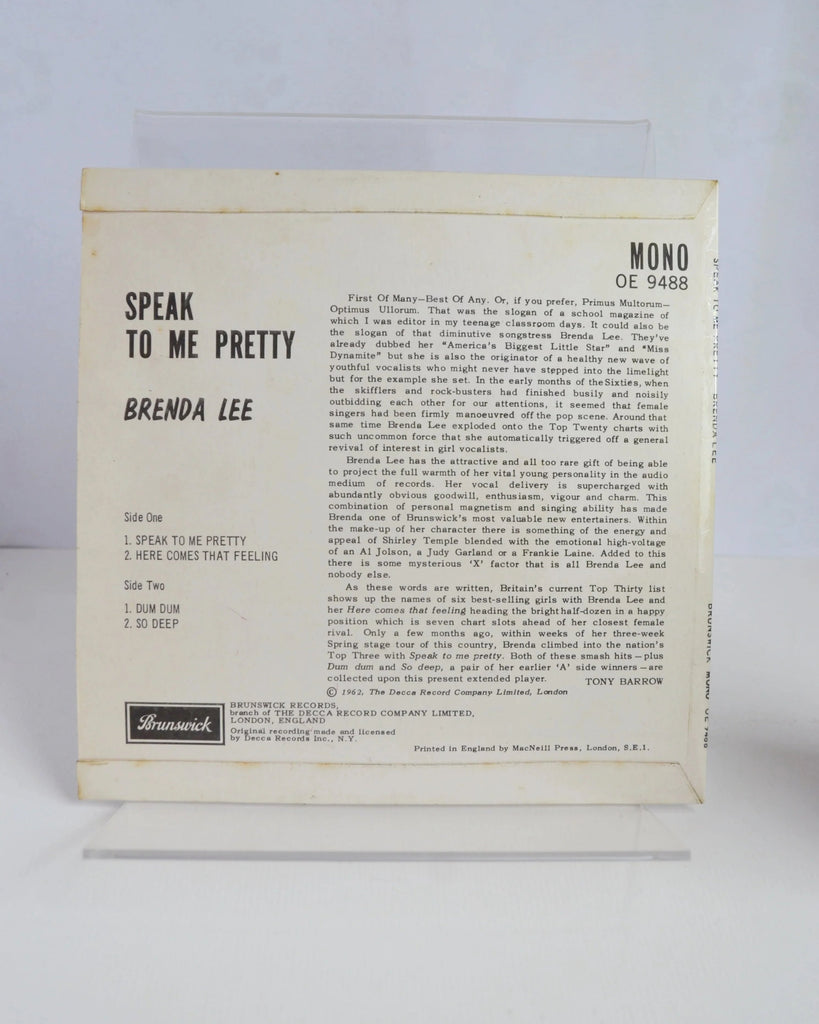 MONO
OE 9488
SPEAK
TO ME PRETTY
BRENDA LEE
Side One
1. SPEAK TO ME PRETTY
2. HERE COMES THAT FEELING
Side Two
1. DUM DUM
2. SO DEEP
First Of Many—Best Of Any. Or, if you prefer, Primus Multorum—
Optimus Ullorum. That was the slogan of a school magazine of
which I was editor in my teenage classroom days. It could also be
the slogan of that diminutive songstress Brenda Lee. They've
already dubbed her "America's Biggest Little Star" and "Miss
Dynamite" but she is also the originator of a healthy new wave of
youthful vocalists who might never have stepped into the limelight
but for the example she set. In the early months of the Sixties, when
the skifflers and rock-busters had finished busily and noisily
outbidding each other for our attentions, it seemed that female
singers had been firmly manoeuvred off the pop scene. Around that
same time Brenda Lee exploded onto the Top Twenty charts with
such uncommon force that she automatically triggered off a general
revival of interest in girl vocalists.
Brenda Lee has the attractive and all too rare gift of being able
to project the full warmth of her vital young personality in the audio
medium of records. Her vocal delivery is supercharged with
abundantly obvious goodwill, enthusiasm, vigour and charm. This
combination of personal magnetism and singing ability has made
Brenda one of Brunswick's most valuable new entertainers. Within
the make-up of her character there is something of the energy and
appeal of Shirley Temple blended with the emotional high-voltage
of an Al Jolson, a Judy Garland or a Frankie Laine. Added to this
there is some mysterious 'X' factor that is all Brenda Lee and
nobody else.
As these words are written, Britain's current Top Thirty list
shows up the names of six best-selling girls with Brenda Lee and
her Here comes that feeling heading the bright half-dozen in a happy
position which is seven chart slots ahead of her closest female
rival. Only a few months ago, within weeks of her three-week
Spring stage tour of this country, Brenda climbed into the nation's
Top Three with Speak to me pretty. Both of these smash hits—plus
Dum dum and So deep, a pair of her earlier 'A' side winners—are
collected upon this present extended player. TONY BARROW
© 1962, The Decca Record Company Limited, London
Brunswick
BRUNSWICK RECORDS,
branch of THE DECCA RECORD COMPANY LIMITED,
LONDON, ENGLAND
Original recording made and licensed
by Decca Records Inc., N.Y.
Printed in England by MacNeill Press, London, S.E.1.
SPEAK TO ME PRETTY BRENDA LEE
BRUNSWICK MONO OE 9488